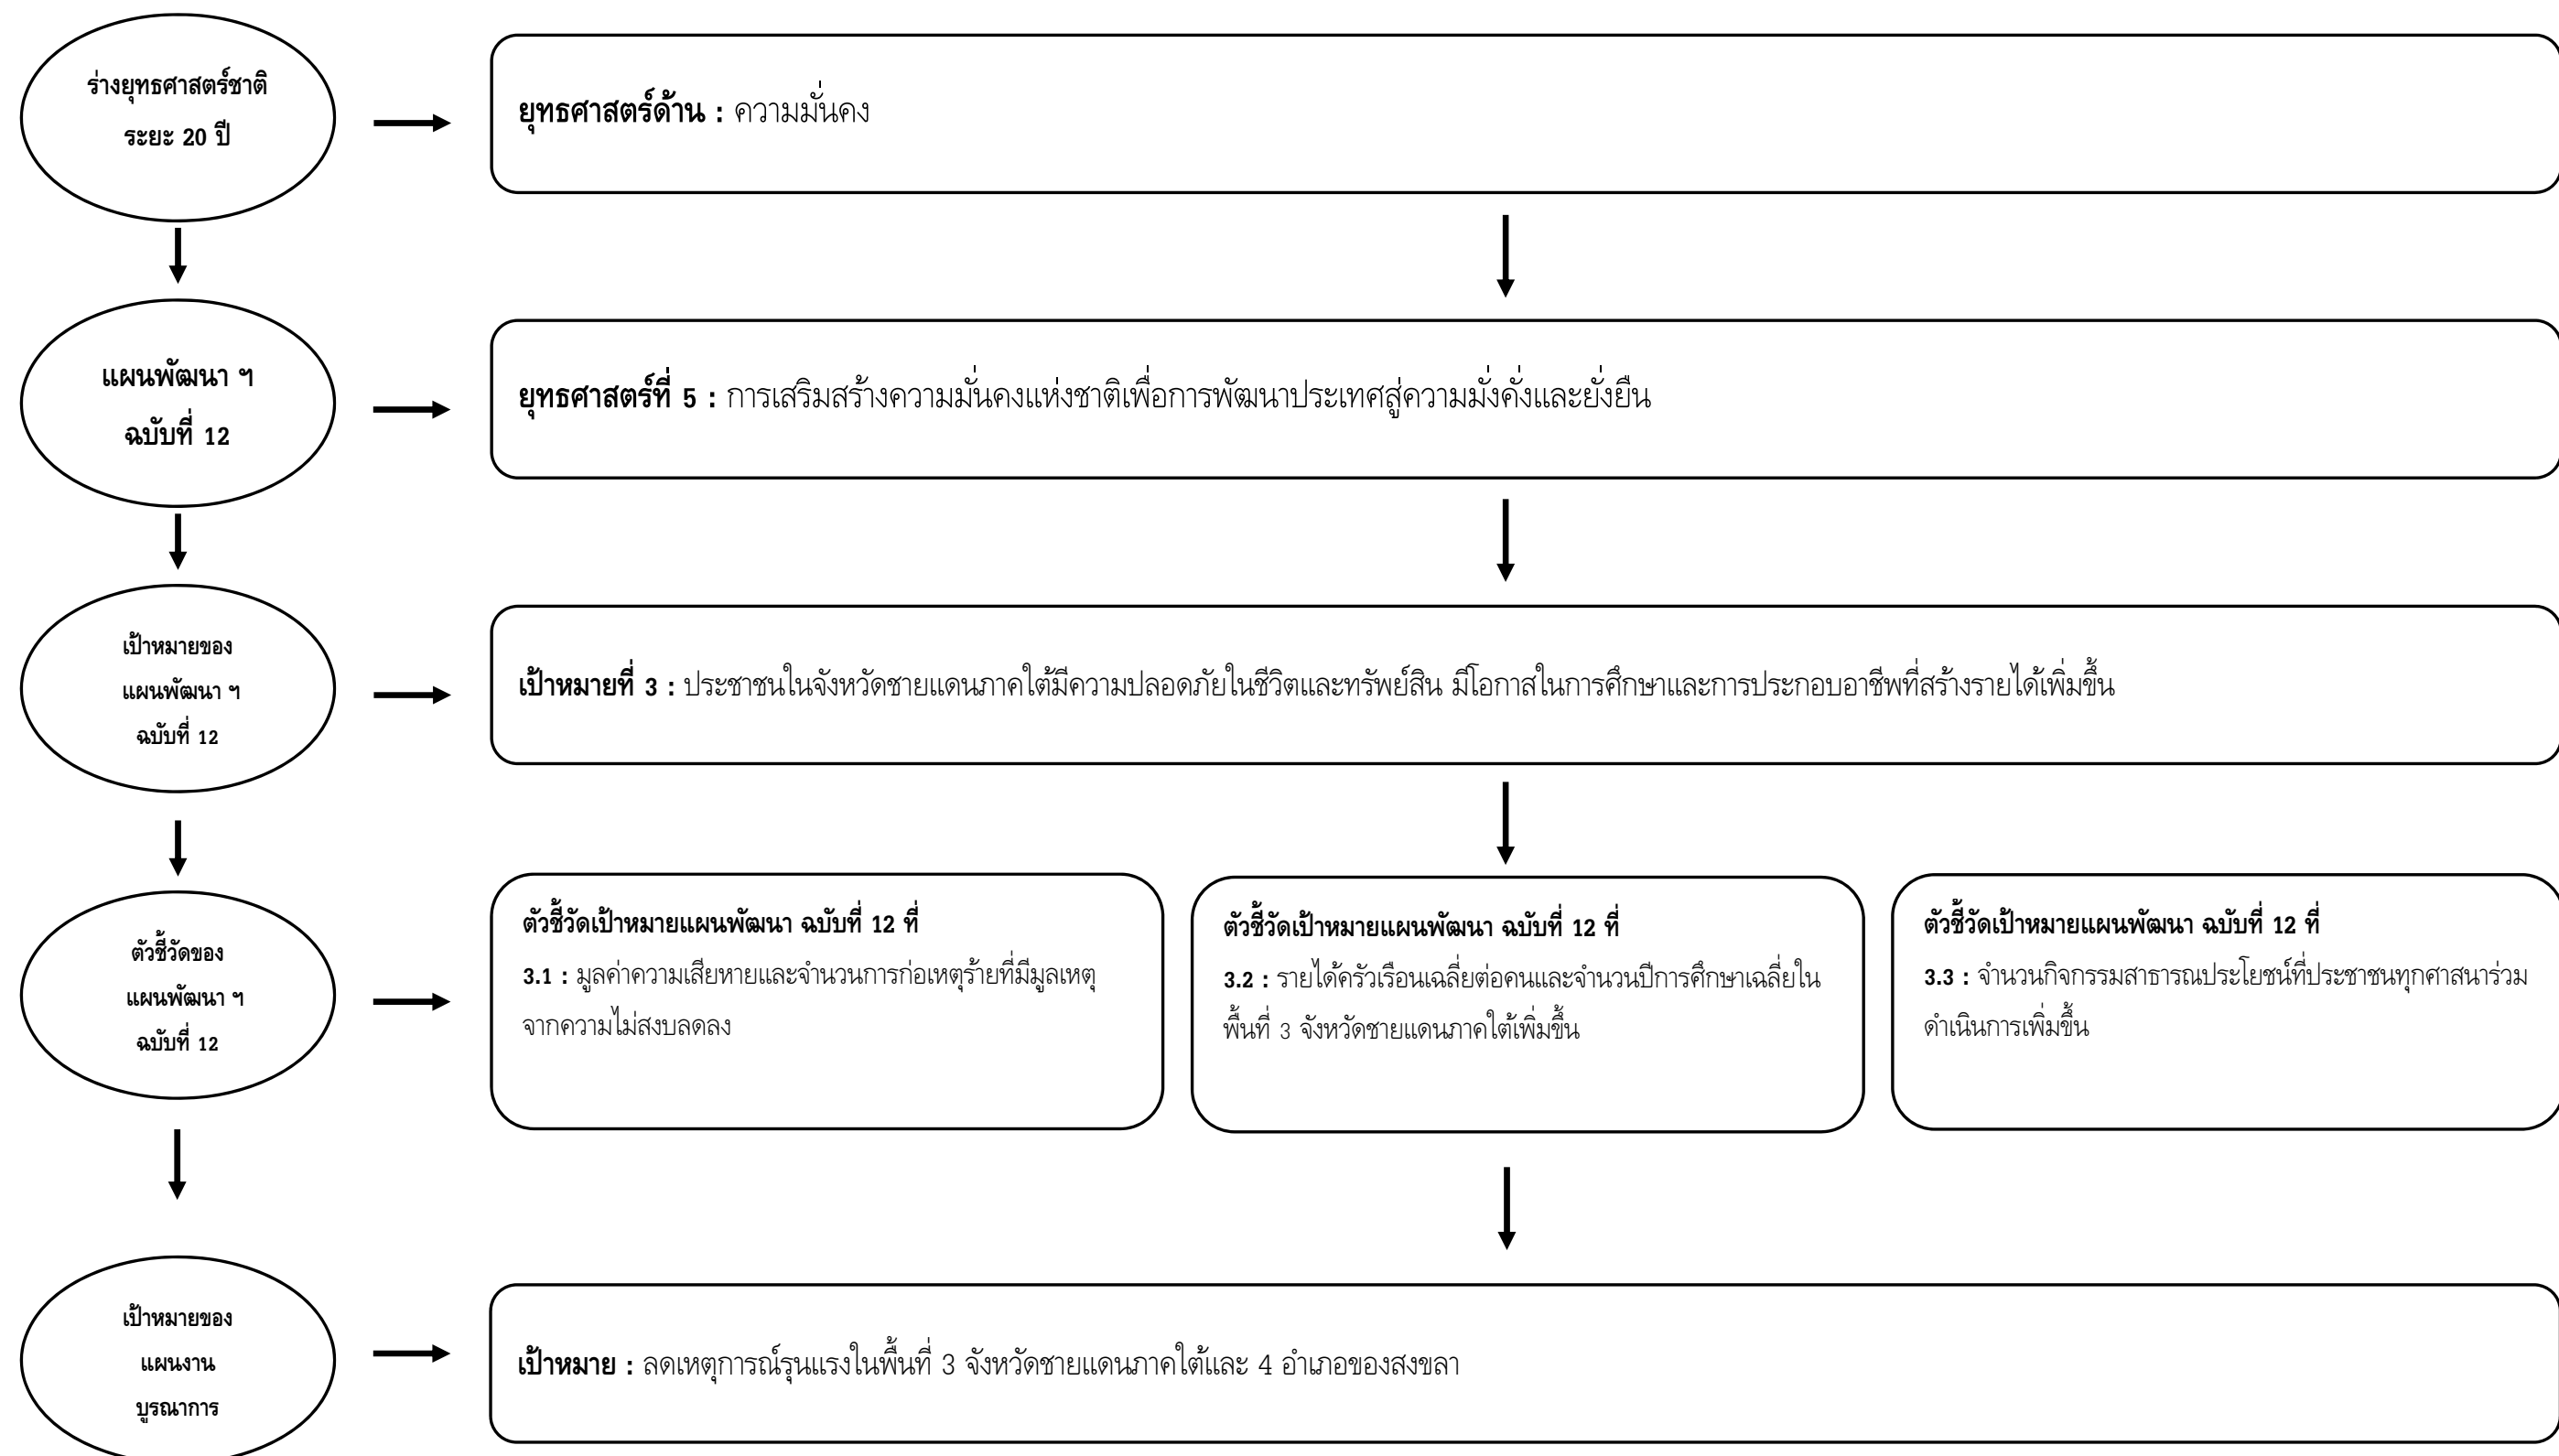 ร่างยุทธศาสตร์ชาติ
ระยะ 20 ปี
ยุทธศาสตร์ด้าน : ความมั่นคง
แผนพัฒนา ฯ
ฉบับที่ 12
ยุทธศาสตร์ที่ 5 : การเสริมสร้างความมั่นคงแห่งชาติเพื่อการพัฒนาประเทศสู่ความมั่งคั่งและยั่งยืน
เป้าหมายของ
แผนพัฒนา ฯ
ฉบับที่ 12
เป้าหมายที่ 3 : ประชาชนในจังหวัดชายแดนภาคใต้มีความปลอดภัยในชีวิตและทรัพย์สิน มีโอกาสในการศึกษาและการประกอบอาชีพที่สร้างรายได้เพิ่มขึ้น
ตัวชี้วัดของ
แผนพัฒนา ฯ
ฉบับที่ 12
ตัวชี้วัดเป้าหมายแผนพัฒนา ฉบับที่ 12 ที่
3.1 : มูลค่าความเสียหายและจำนวนการก่อเหตุร้ายที่มีมูลเหตุ
จากความไม่สงบลดลง
ตัวชี้วัดเป้าหมายแผนพัฒนา ฉบับที่ 12 ที่
3.2 : รายได้ครัวเรือนเฉลี่ยต่อคนและจำนวนปีการศึกษาเฉลี่ยใน
พื้นที่ 3 จังหวัดชายแดนภาคใต้เพิ่มขึ้น
ตัวชี้วัดเป้าหมายแผนพัฒนา ฉบับที่ 12 ที่
3.3 : จำนวนกิจกรรมสาธารณประโยชน์ที่ประชาชนทุกศาสนาร่วม
ดำเนินการเพิ่มขึ้น
เป้าหมายของ
แผนงาน
บูรณาการ
เป้าหมาย : ลดเหตุการณ์รุนแรงในพื้นที่ 3 จังหวัดชายแดนภาคใต้และ 4 อำเภอของสงขลา